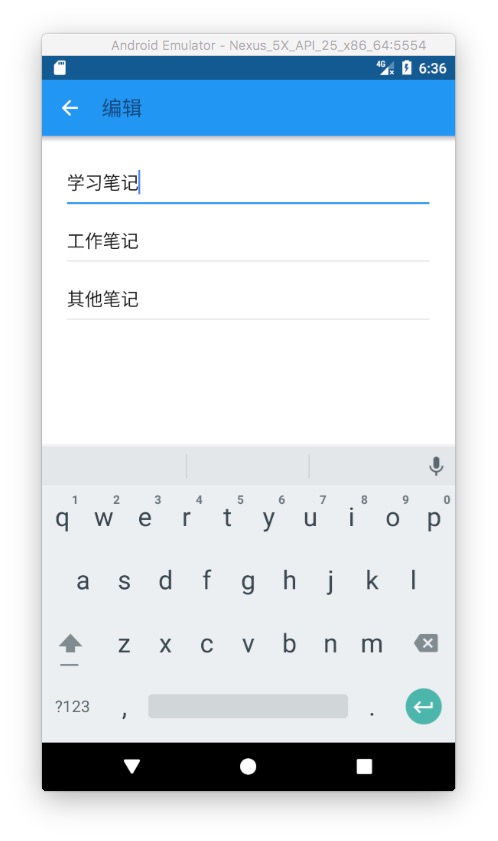 Android Emulator - Nexus_5X_API_25_x86_64:5554
4G 6:36
编辑
学习笔记
工作笔记
其他笔记
1 2 3 4 5 6 7 8 9 0
q w e r t y u i o p
a s d f g h j k l
z x c v b n m
?123 , .